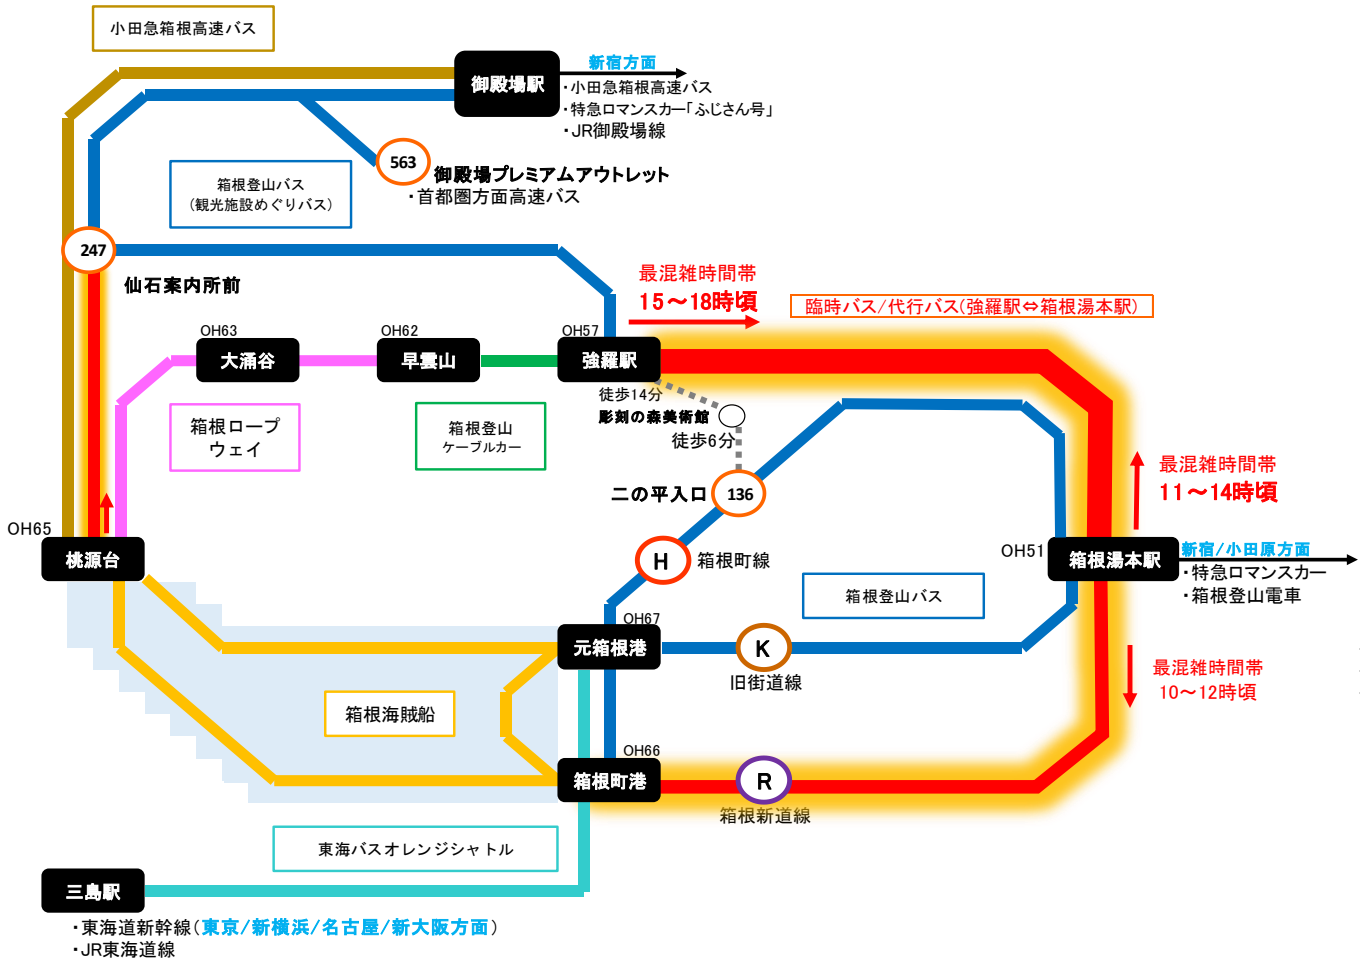 小田急箱根高速バス
御殿場駅
新宿方面
・小田急箱根高速バス
・特急ロマンスカー「ふじさん号」
・JR御殿場線
563
御殿場プレミアムアウトレット
・首都圏方面高速バス
箱根登山バス
(観光施設めぐりバス)
247
仙石案内所前
最混雑時間帯
15～18時頃
臨時バス/代行バス(強羅駅⇔箱根湯本駅)
OH63
大涌谷
OH62
早雲山
OH57
強羅駅
徒歩14分
彫刻の森美術館
徒歩6分
箱根ロープ
ウェイ
箱根登山
ケーブルカー
二の平入口
136
最混雑時間帯
11～14時頃
OH65
桃源台
H
箱根町線
OH51
箱根湯本駅
新宿/小田原方面
・特急ロマンスカー
・箱根登山電車
箱根登山バス
OH67
元箱根港
K
旧街道線
最混雑時間帯
10～12時頃
箱根海賊船
OH66
箱根町港
R
箱根新道線
東海バスオレンジシャトル
三島駅
・東海道新幹線(東京/新横浜/名古屋/新大阪方面)
・JR東海道線